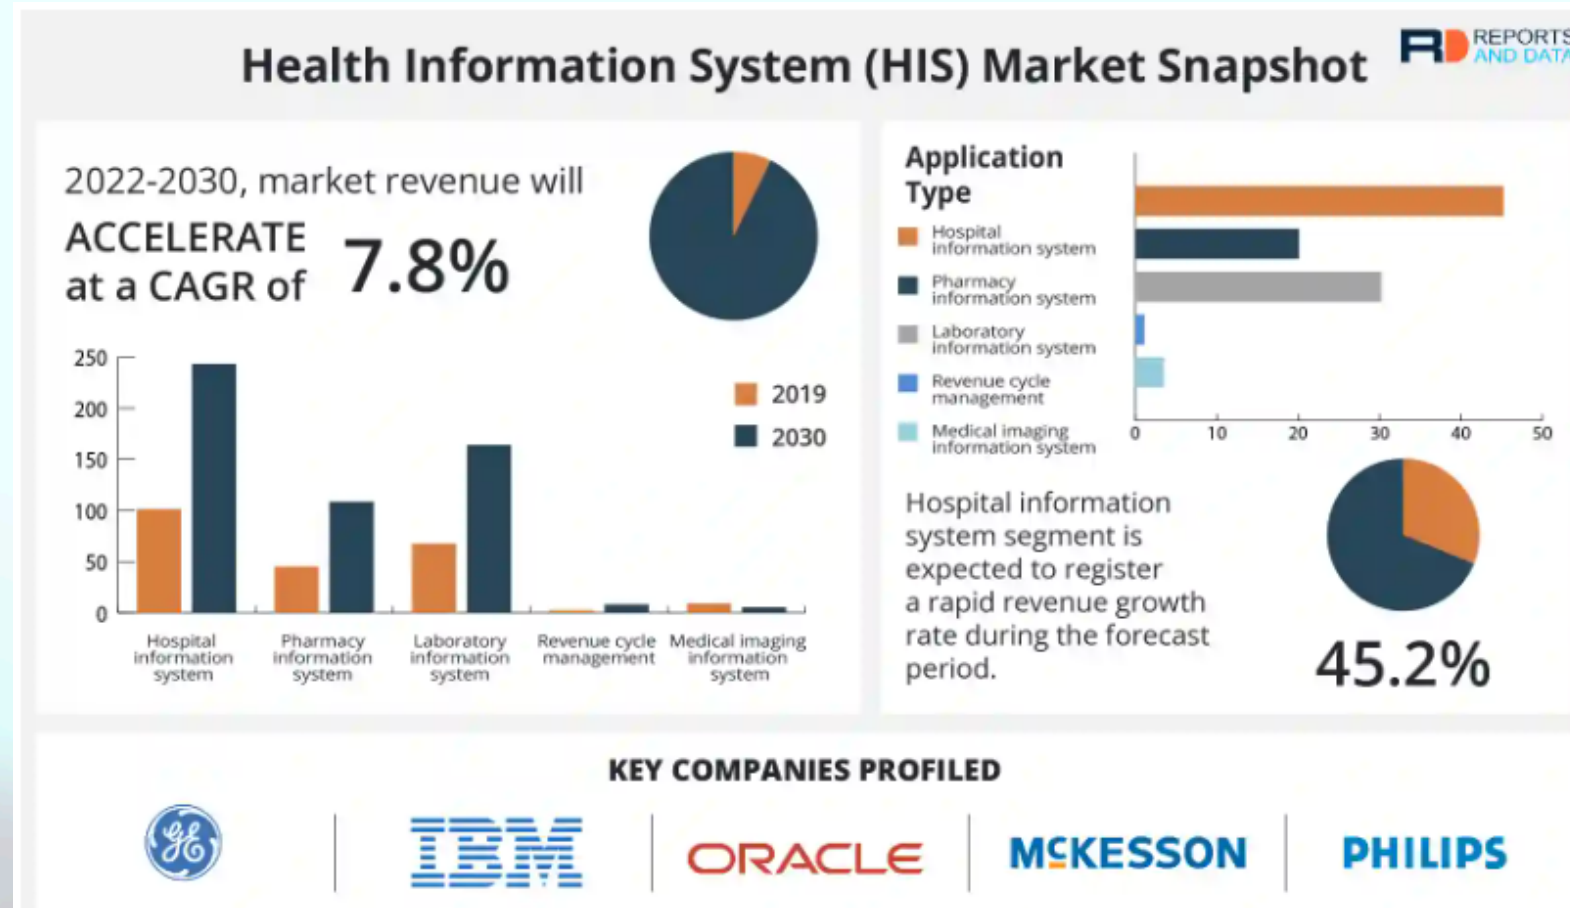 Health Information System (HIS) Market Snapshot
REPORTS
AND DATA
2022-2030, market revenue will
ACCELERATE
at a CAGR of
7.8%
250
200
150
100
50
0
2019
2030
Hospital
information
system
Pharmacy
information
system
Laboratory
information
system
Revenue cycle
management
Medical imaging
information
system
Application
Type
Hospital
information system
Pharmacy
information system
Laboratory
information system
Revenue cycle
management
Medical imaging
information system
0 10 20 30 40 50
Hospital information
system segment is
expected to register
a rapid revenue growth
rate during the forecast
period.
45.2%
KEY COMPANIES PROFILED
GE
IBM
ORACLE
McKESSON
PHILIPS